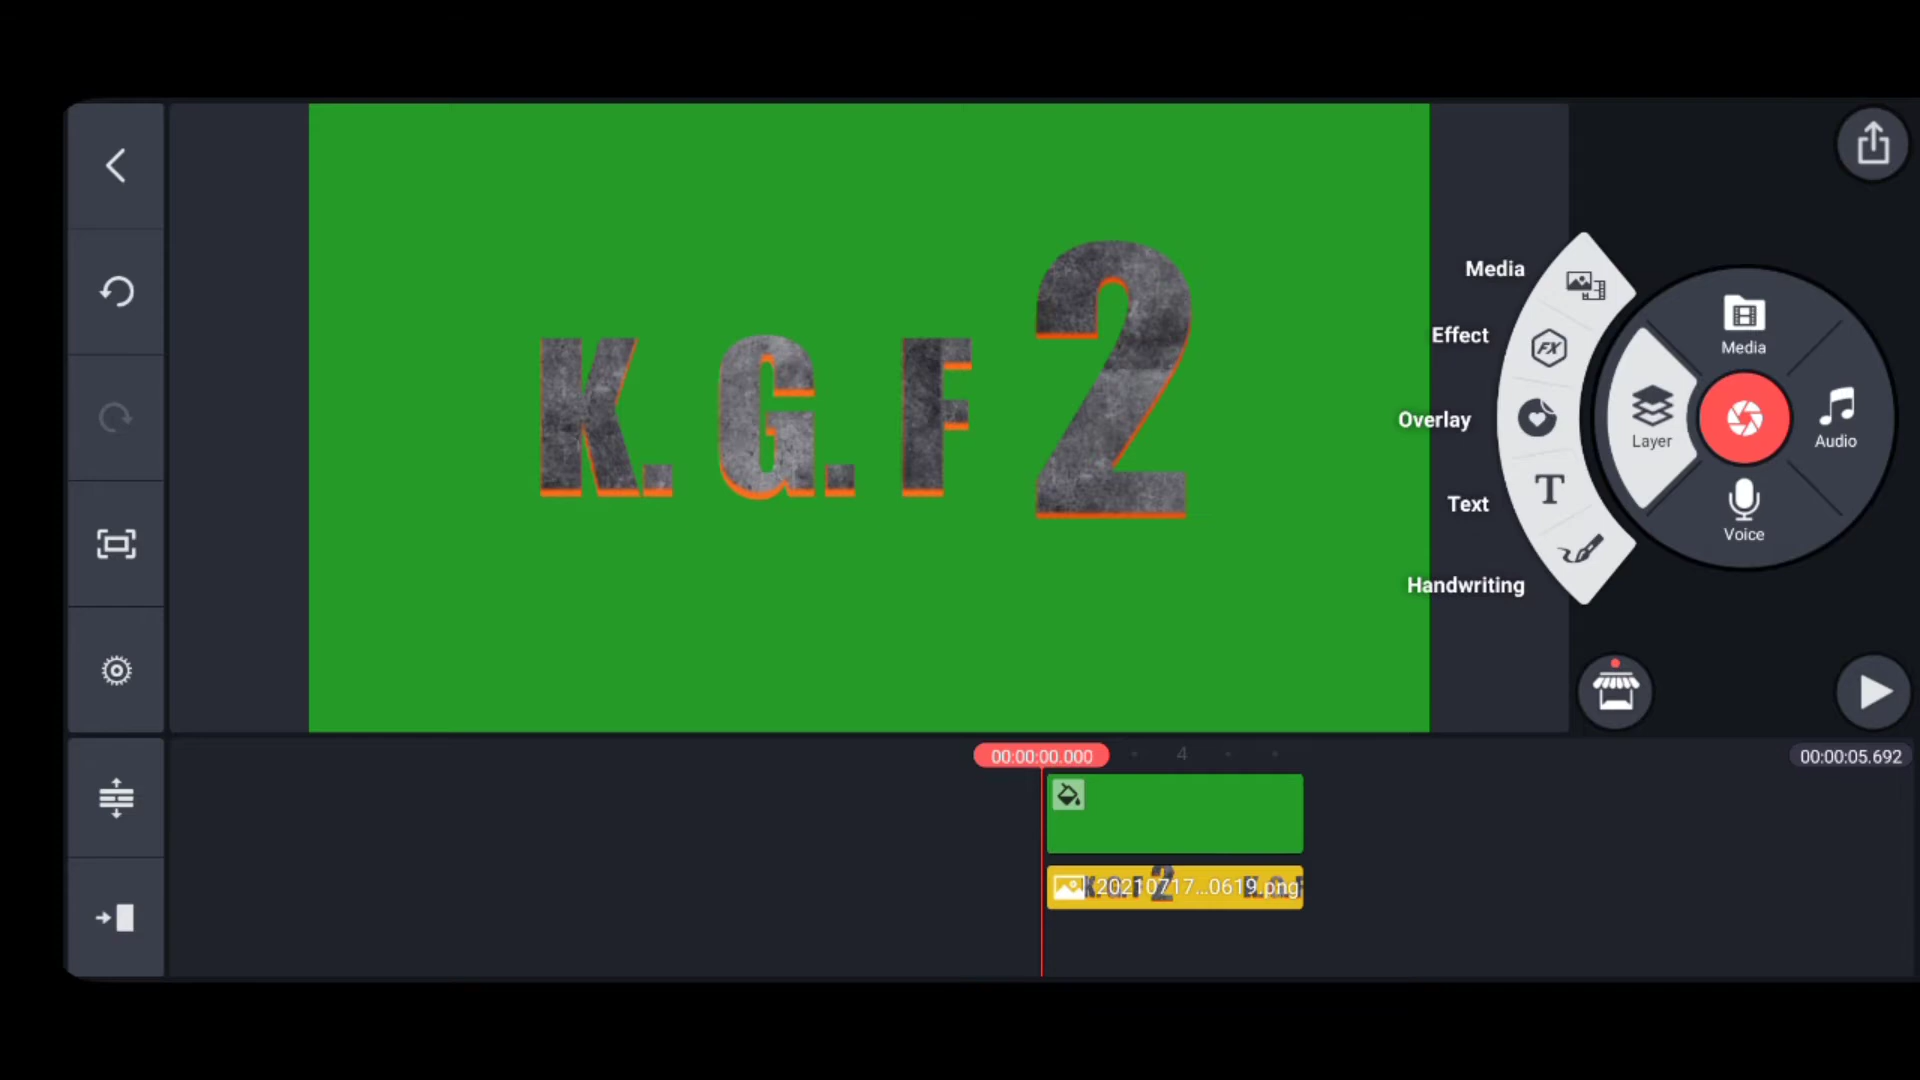 K.G.F 2
Media
Effect
Overlay
Text
Handwriting
FX
T
Media
Layer
Audio
Voice
00:00:00.000
4
00:00:05.692
20210717...0619.png